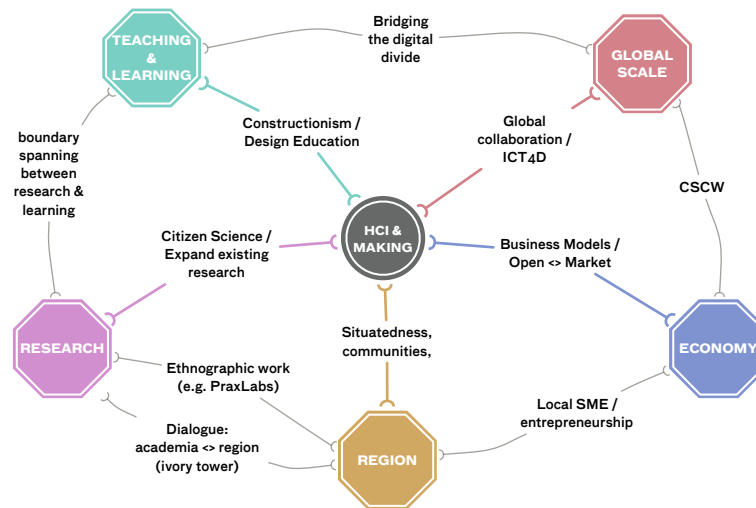 TEACHING
&
LEARNING
Bridging
the digital
divide
GLOBAL
SCALE
boundary
spanning
between
research &
learning
Constructionism /
Design Education
Global
collaboration /
ICT4D
CSCW
HCI &
MAKING
Citizen Science /
Expand existing
research
Business Models /
Open <> Market
RESEARCH
Situatedness,
communities,
ECONOMY
Ethnographic work
(e.g. PraxLabs)
Dialogue:
academia <> region
(ivory tower)
Local SME /
entrepreneurship
REGION